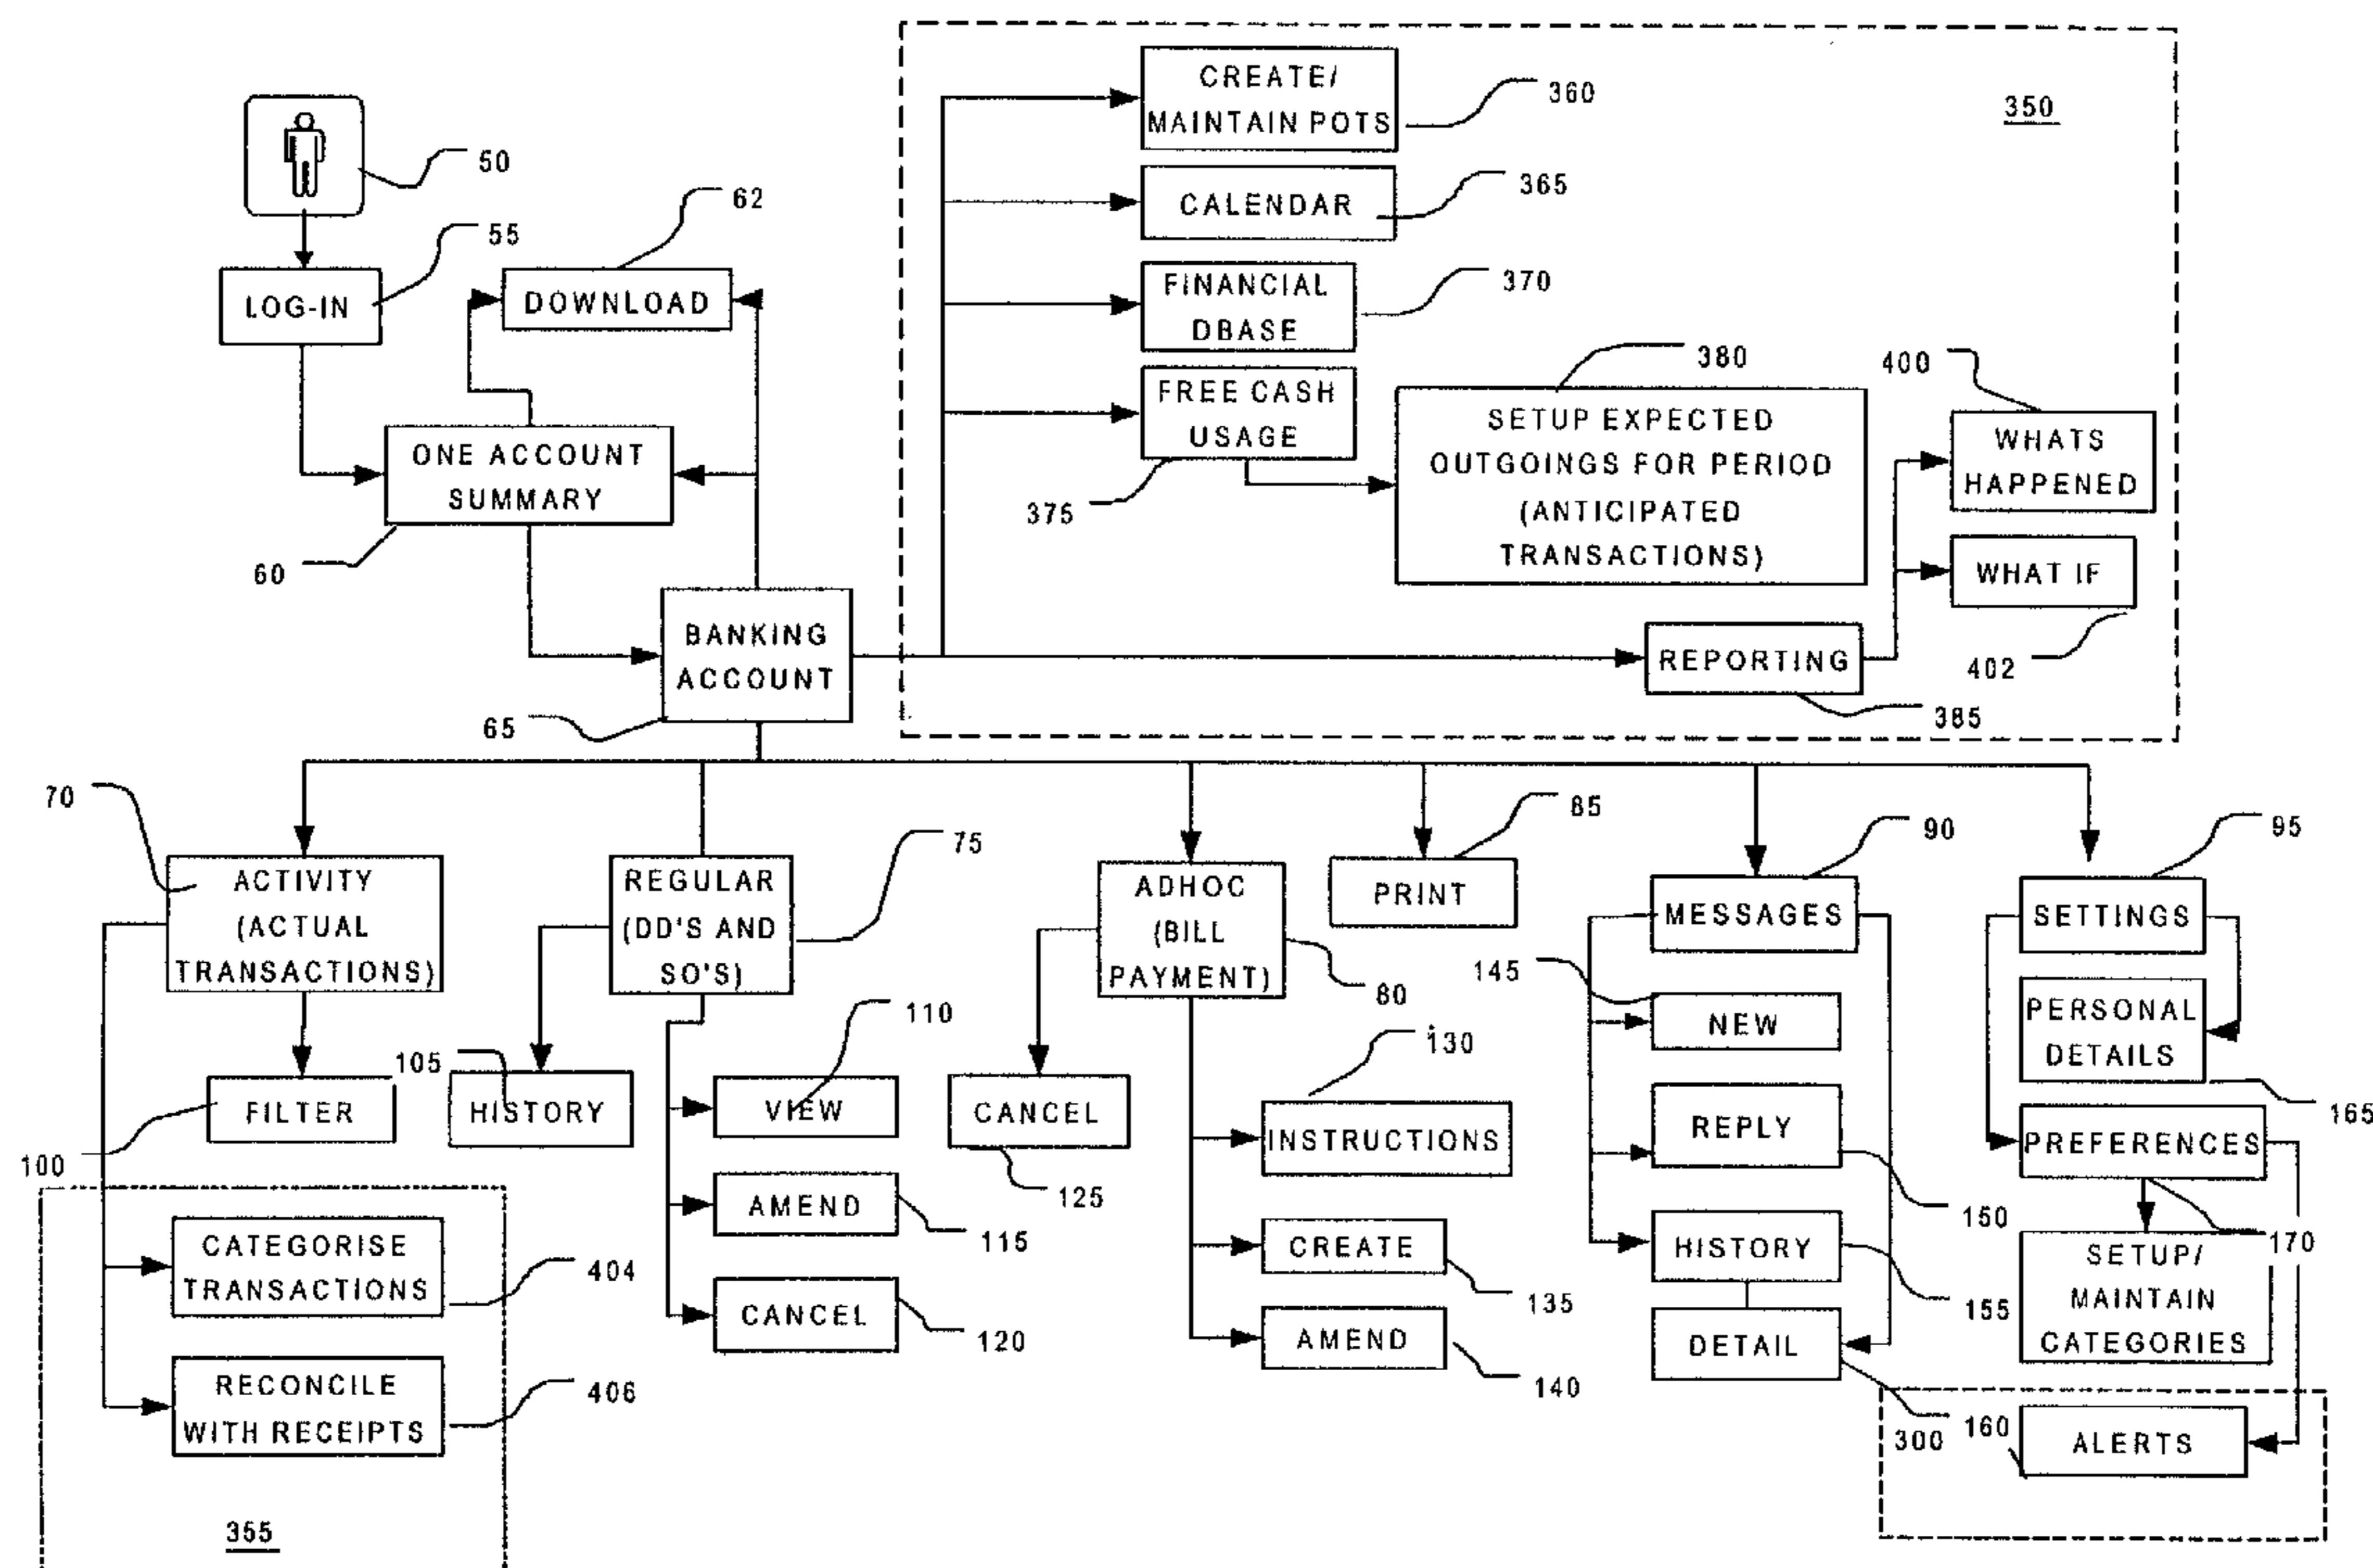 50
LOG-IN
55
DOWNLOAD
62
ONE ACCOUNT
SUMMARY
60
BANKING
ACCOUNT
65
350
CREATE/
MAINTAIN POTS
360
CALENDAR
365
FINANCIAL
DBASE
370
FREE CASH
USAGE
375
380
SETUP EXPECTED
OUTGOINGS FOR PERIOD
(ANTICIPATED
TRANSACTIONS)
400
WHATS
HAPPENED
WHAT IF
402
REPORTING
385
70
ACTIVITY
(ACTUAL
TRANSACTIONS)
FILTER
100
CATEGORISE
TRANSACTIONS
404
RECONCILE
WITH RECEIPTS
406
355
REGULAR
(DD'S AND
SO'S)
75
105
HISTORY
110
VIEW
AMEND
115
CANCEL
120
ADHOC
(BILL
PAYMENT)
80
CANCEL
125
130
INSTRUCTIONS
CREATE
135
AMEND
140
85
PRINT
90
MESSAGES
145
NEW
REPLY
150
HISTORY
155
DETAIL
160
95
SETTINGS
PERSONAL
DETAILS
165
PREFERENCES
170
SETUP/
MAINTAIN
CATEGORIES
300
ALERTS